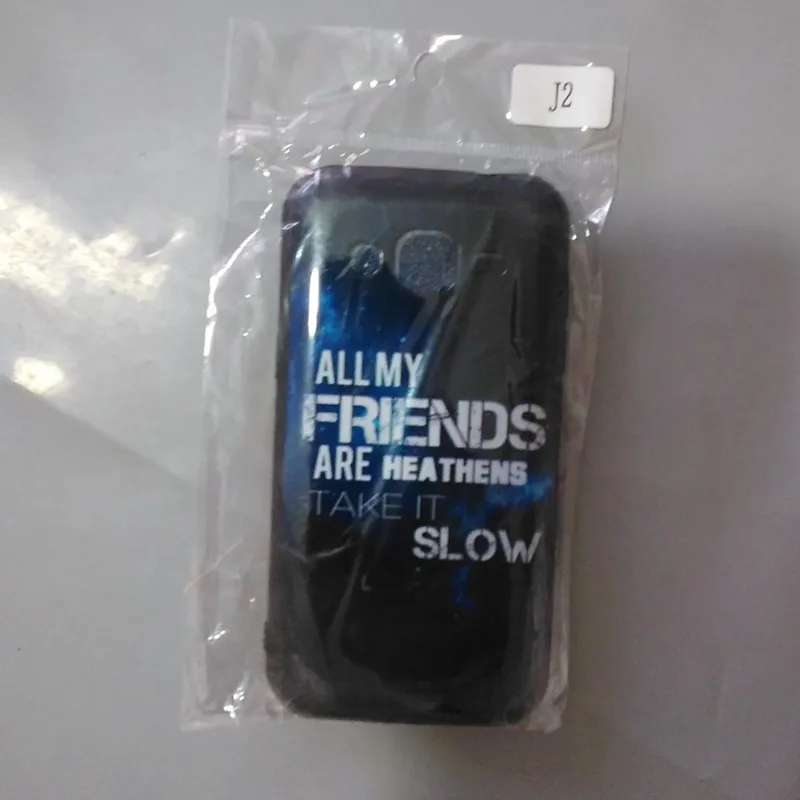 J2
ALL MY
FRIENDS
ARE HEATHENS
TAKE IT
SLOW